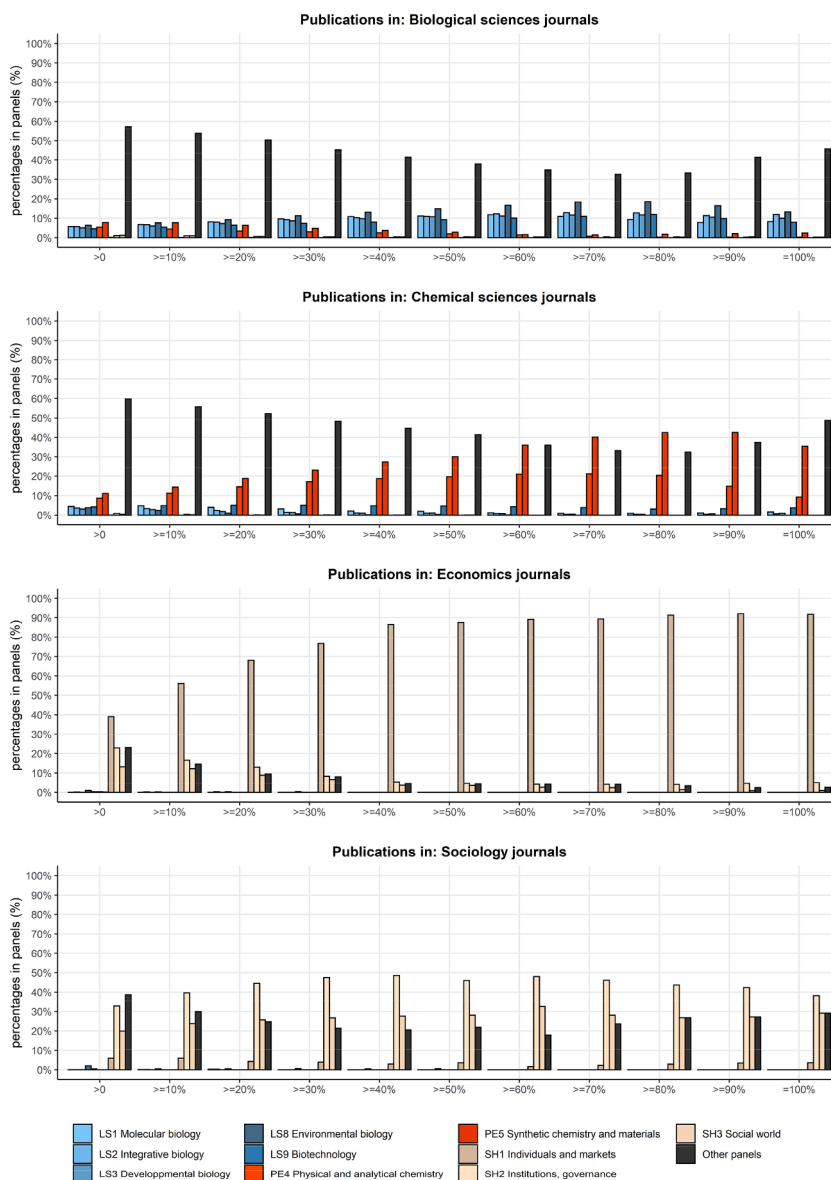 Publications in: Biological sciences journals
percentages in panels (%)
100%
90%
80%
70%
60%
50%
40%
30%
20%
10%
0%
>0 >=10% >=20% >=30% >=40% >=50% >=60% >=70% >=80% >=90% =100%
Publications in: Chemical sciences journals
percentages in panels (%)
100%
90%
80%
70%
60%
50%
40%
30%
20%
10%
0%
>0 >=10% >=20% >=30% >=40% >=50% >=60% >=70% >=80% >=90% =100%
Publications in: Economics journals
percentages in panels (%)
100%
90%
80%
70%
60%
50%
40%
30%
20%
10%
0%
>0 >=10% >=20% >=30% >=40% >=50% >=60% >=70% >=80% >=90% =100%
Publications in: Sociology journals
percentages in panels (%)
100%
90%
80%
70%
60%
50%
40%
30%
20%
10%
0%
>0 >=10% >=20% >=30% >=40% >=50% >=60% >=70% >=80% >=90% =100%
LS1 Molecular biology LS8 Environmental biology PE5 Synthetic chemistry and materials SH3 Social world
LS2 Integrative biology LS9 Biotechnology SH1 Individuals and markets Other panels
LS3 Developpmental biology PE4 Physical and analytical chemistry SH2 Institutions, governance